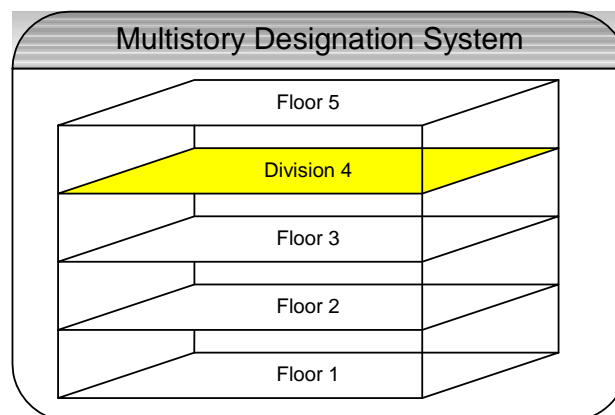 Multistory Designation System
Floor 5
Division 4
Floor 3
Floor 2
Floor 1